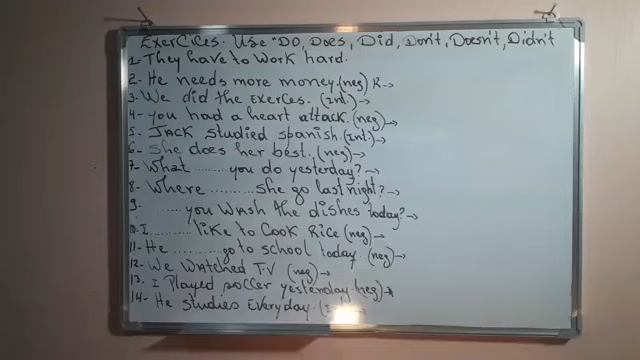 Exercices. Use "Do, Does, Did, Don't, Doesn't, Didn't
1- They have to work hard.
2. He needs more money. (neg) R→
3. We did the Exerces. (Int.)→
4- you had a heart attack. (neg)→
5. JACK studied spanish. (Int.)→
6- She does her best. (neg)→
7- What ........ you do yesterday?→
8- Where ......... she go last night?→
9. .... you Wash the dishes today?→
10. I ........ like to Cook Rice (neg)→
11- He ......... go to school today. (neg)→
12- We Watched TV (neg)→
13. I Played soccer yesterday. (neg)→
14- He studies Everyday.